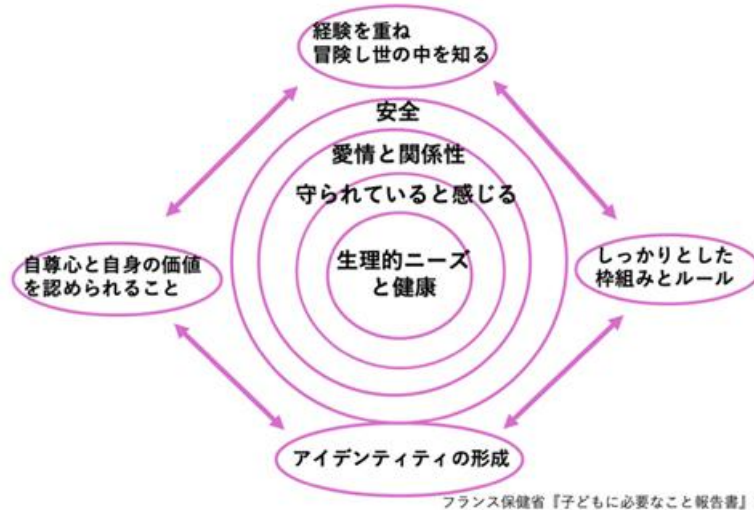 経験を重ね
冒険し世の中を知る
安全
愛情と関係性
守られていると感じる
生理的ニーズ
と健康
自尊心と自身の価値
を認められること
しっかりとした
枠組みとルール
アイデンティティの形成
フランス保健省『子どもに必要なこと報告書』